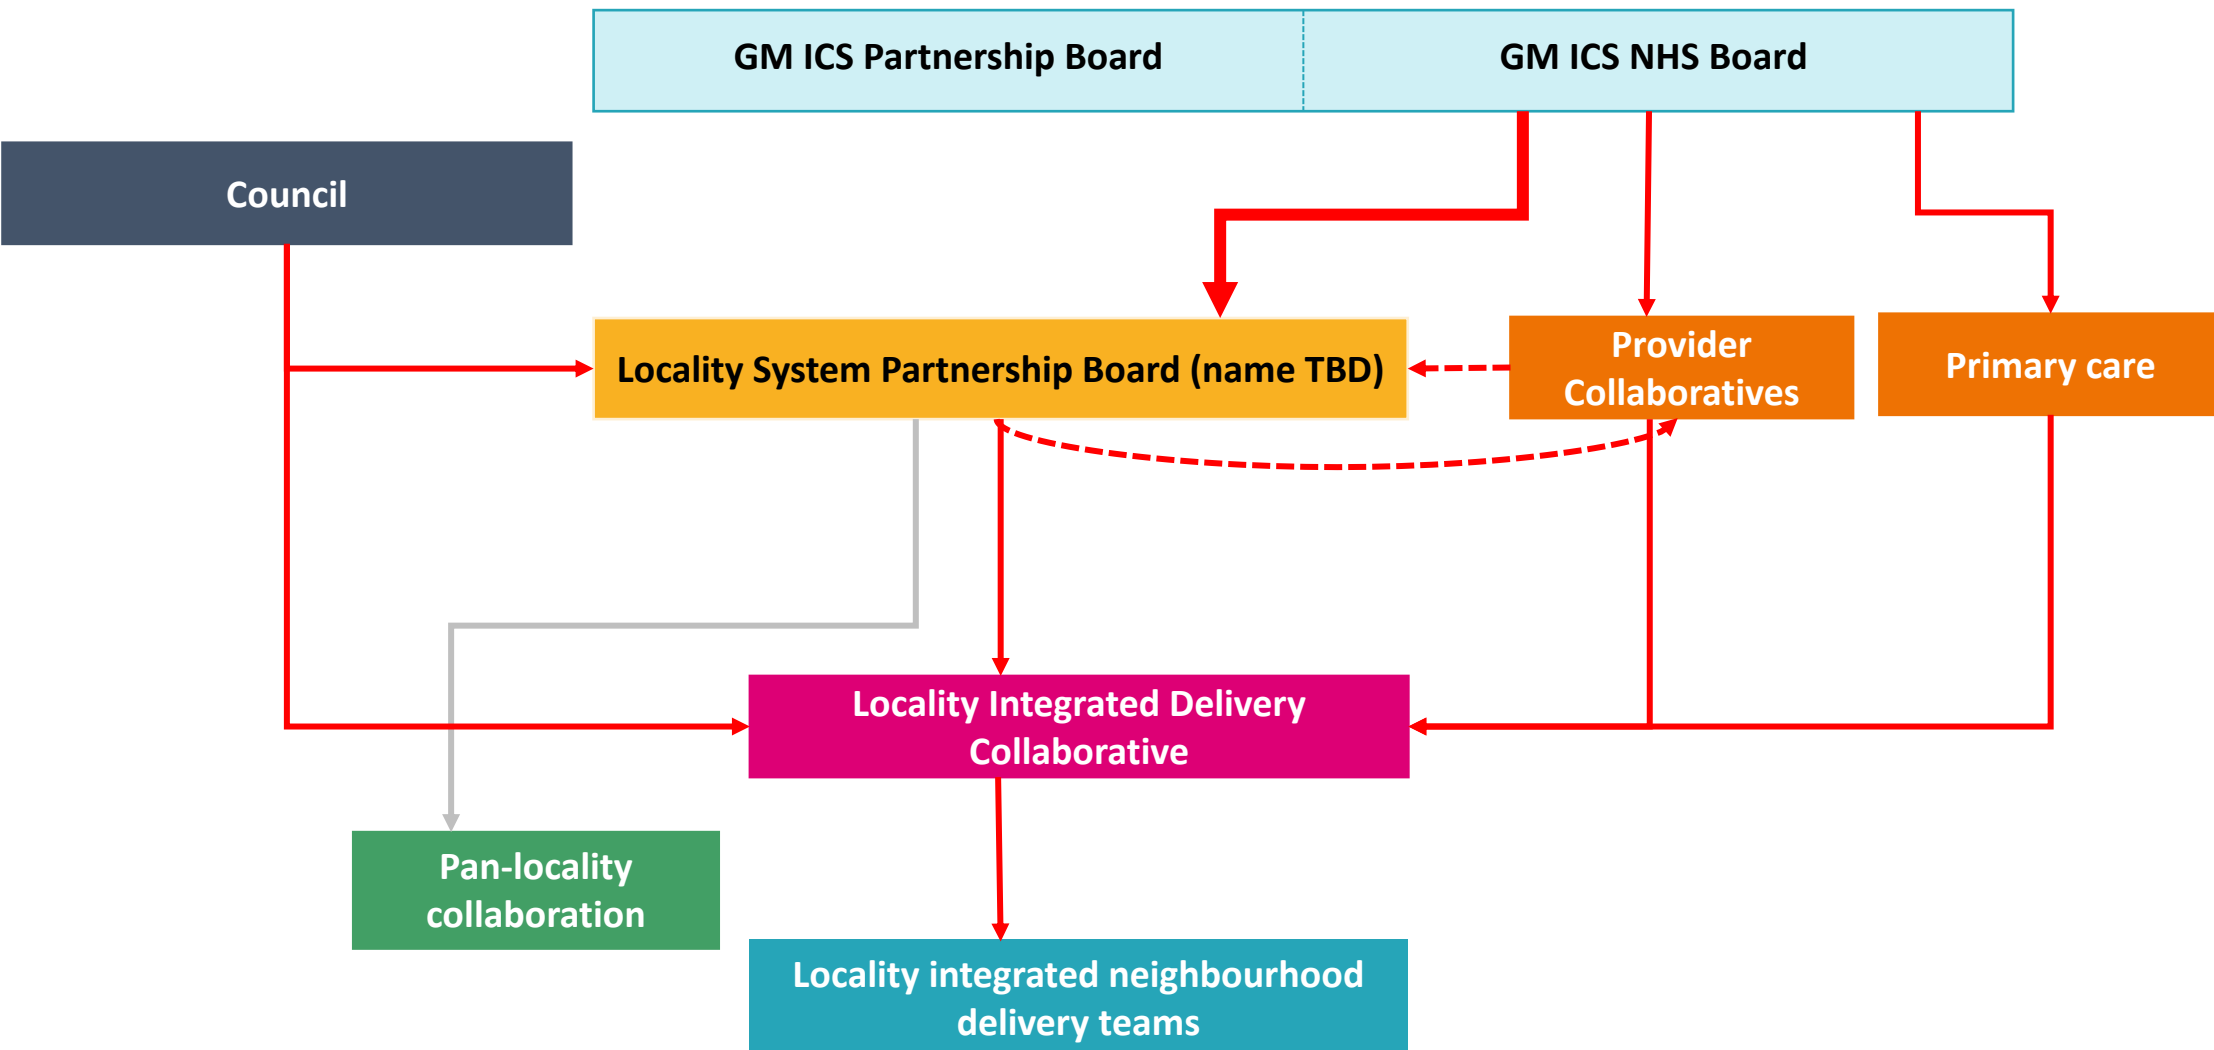 GM ICS Partnership Board
GM ICS NHS Board
Council
Locality System Partnership Board (name TBD)
Provider
Collaboratives
Primary care
Locality Integrated Delivery
Collaborative
Pan-locality
collaboration
Locality integrated neighbourhood
delivery teams